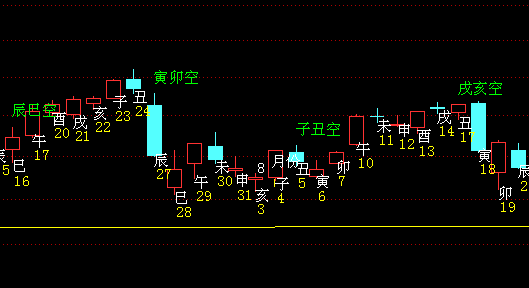 寅卯空
戌亥空
辰巳空
子丑空
辰 5
巳 16
午 17
酉 20
戌 21
亥 22
子 23
丑 24
辰 27
巳 28
午 29
未 30
申 31
8月份
亥 3
子 4
丑 5
寅 6
卯 7
午 10
未 11
申 12
酉 13
戌 14
丑 17
寅 18
卯 19
辰 2